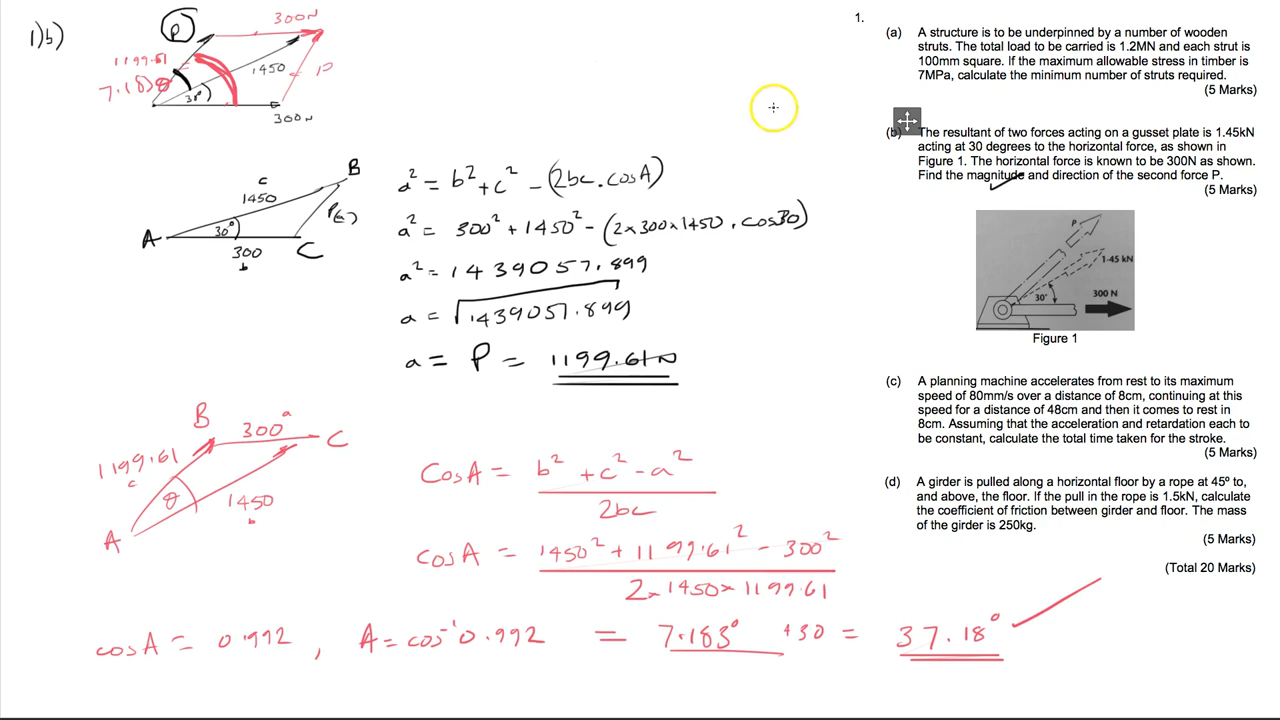 1)b)
P
300N
1199.61
7.183θ
1450
30°
P
300N
B
c
1450
30°
A
300
b
C
a² = b² + c² - (2bc.cosA)
a² = 300² + 1450² - (2x300x1450.cos30)
a² = 1439057.899
a = √1439057.899
a = P = 1199.61N
B
300 a
C
1199.61
c
θ
1450
b
A
CosA = b² + c² - a²
2bc
cosA = 1450² + 1199.61² - 300²
2x1450x1199.61
cosA = 0.992 , A = cos⁻¹0.992 = 7.183° +30 = 37.18°
1.
(a) A structure is to be underpinned by a number of wooden
struts. The total load to be carried is 1.2MN and each strut is
100mm square. If the maximum allowable stress in timber is
7MPa, calculate the minimum number of struts required.
(5 Marks)
(b) The resultant of two forces acting on a gusset plate is 1.45kN
acting at 30 degrees to the horizontal force, as shown in
Figure 1. The horizontal force is known to be 300N as shown.
Find the magnitude and direction of the second force P.
(5 Marks)
P
1·45 kN
30°
300 N
Figure 1
(c) A planning machine accelerates from rest to its maximum
speed of 80mm/s over a distance of 8cm, continuing at this
speed for a distance of 48cm and then it comes to rest in
8cm. Assuming that the acceleration and retardation each to
be constant, calculate the total time taken for the stroke.
(5 Marks)
(d) A girder is pulled along a horizontal floor by a rope at 45º to,
and above, the floor. If the pull in the rope is 1.5kN, calculate
the coefficient of friction between girder and floor. The mass
of the girder is 250kg.
(5 Marks)
(Total 20 Marks)